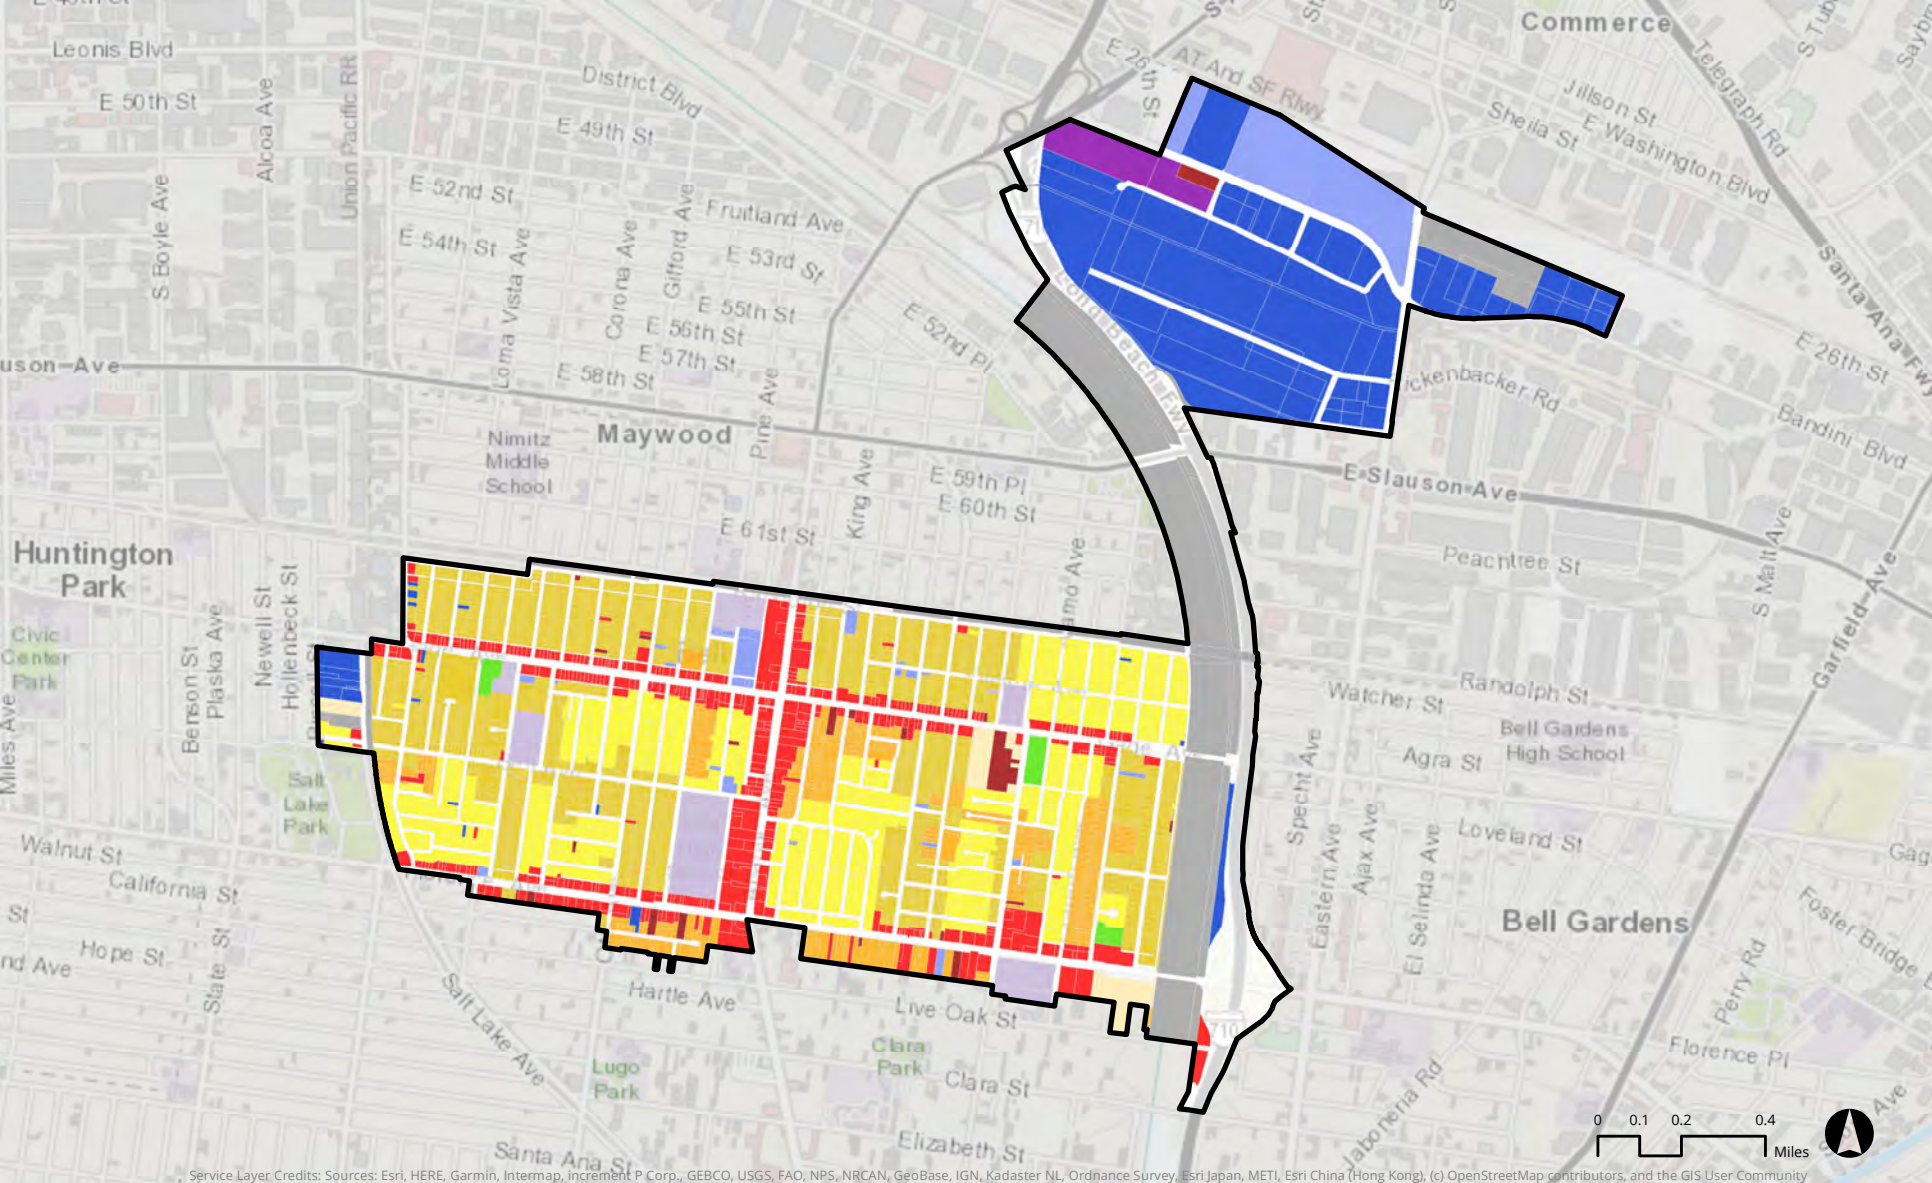 Leonis Blvd
E 50th St
Alcoa Ave
Union Pacific RR
District Blvd
E 49th St
S Boyle Ave
E 52nd St
E 54th St
Loma Vista Ave
Corona Ave
Gifford Ave
Fruitland Ave
E 53rd St
E 55th St
E 56th St
E 57th St
E 58th St
E 52nd Pl
Pine Ave
King Ave
Maywood
Nimitz
Middle
School
E 59th Pl
E 60th St
E 61st St
E 26th St
AT And SF Rlwy
Commerce
Telegraph Rd
Jillson St
Sheila St
E Washington Blvd
Santa Ana Fwy
E 26th St
Bandini Blvd
Long Beach Fwy
E Slauson Ave
Peachtree St
S Malt Ave
Garfield Ave
Huntington
Park
Civic
Center
Park
Miles Ave
Benson St
Plaska Ave
Newell St
Hollenbeck St
Salt
Lake
Park
Walnut St
California St
Hope St
State St
Salt Lake Ave
Hartle Ave
Live Oak St
Lugo
Park
Clara
Park
Clara St
Elizabeth St
Santa Ana St
Watcher St
Randolph St
Bell Gardens
High School
Agra St
Specht Ave
Loveland St
Ajax Ave
Eastern Ave
El Selinda Ave
Bell Gardens
Perry Rd
Foster Bridge
Florence Pl
Jaboneria Rd
710
0 0.1 0.2 0.4
Miles
Service Layer Credits: Sources: Esri, HERE, Garmin, Intermap, increment P Corp., GEBCO, USGS, FAO, NPS, NRCAN, GeoBase, IGN, Kadaster NL, Ordnance Survey, Esri Japan, METI, Esri China (Hong Kong), (c) OpenStreetMap contributors, and the GIS User Community